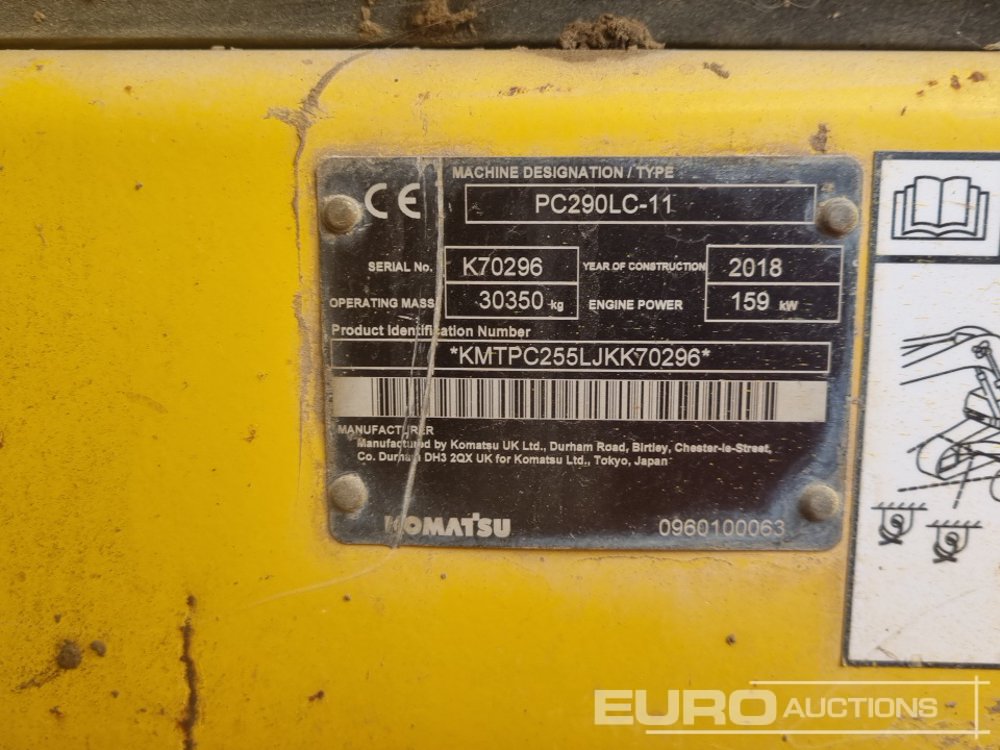 MACHINE DESIGNATION / TYPE
CE
PC290LC-11
SERIAL No. K70296 YEAR OF CONSTRUCTION 2018
OPERATING MASS 30350 kg ENGINE POWER 159 kW
Product Identification Number
*KMTPC255LJKK70296*
MANUFACTURER
Manufactured by Komatsu UK Ltd., Durham Road, Birtley, Chester-le-Street,
Co. Durham DH3 2QX UK for Komatsu Ltd., Tokyo, Japan
KOMATSU 0960100063
EURO AUCTIONS